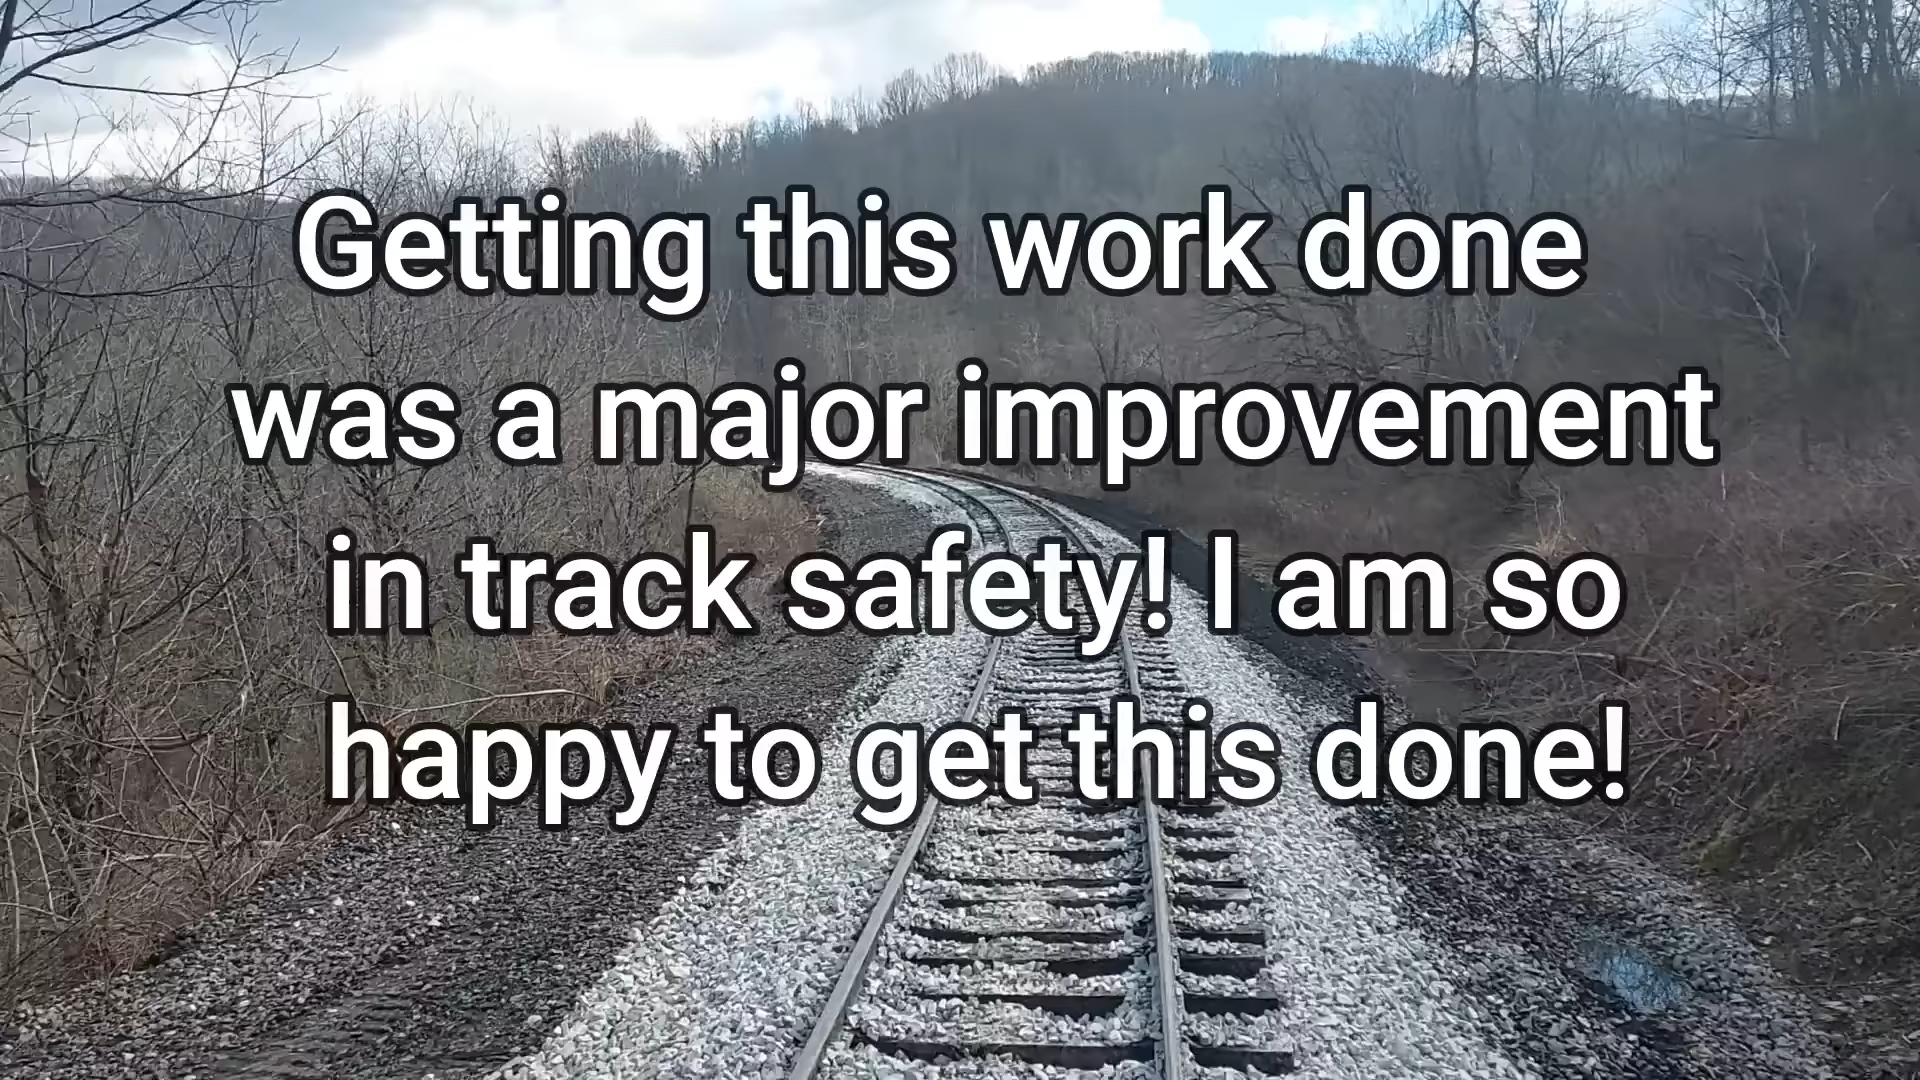 Getting this work done
was a major improvement
in track safety! I am so
happy to get this done!